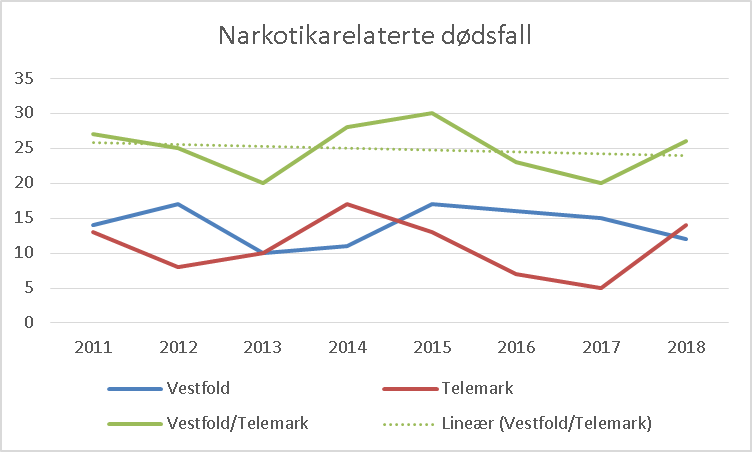 Narkotikarelaterte dødsfall
35
30
25
20
15
10
5
0
2011 2012 2013 2014 2015 2016 2017 2018
Vestfold Telemark
Vestfold/Telemark Lineær (Vestfold/Telemark)